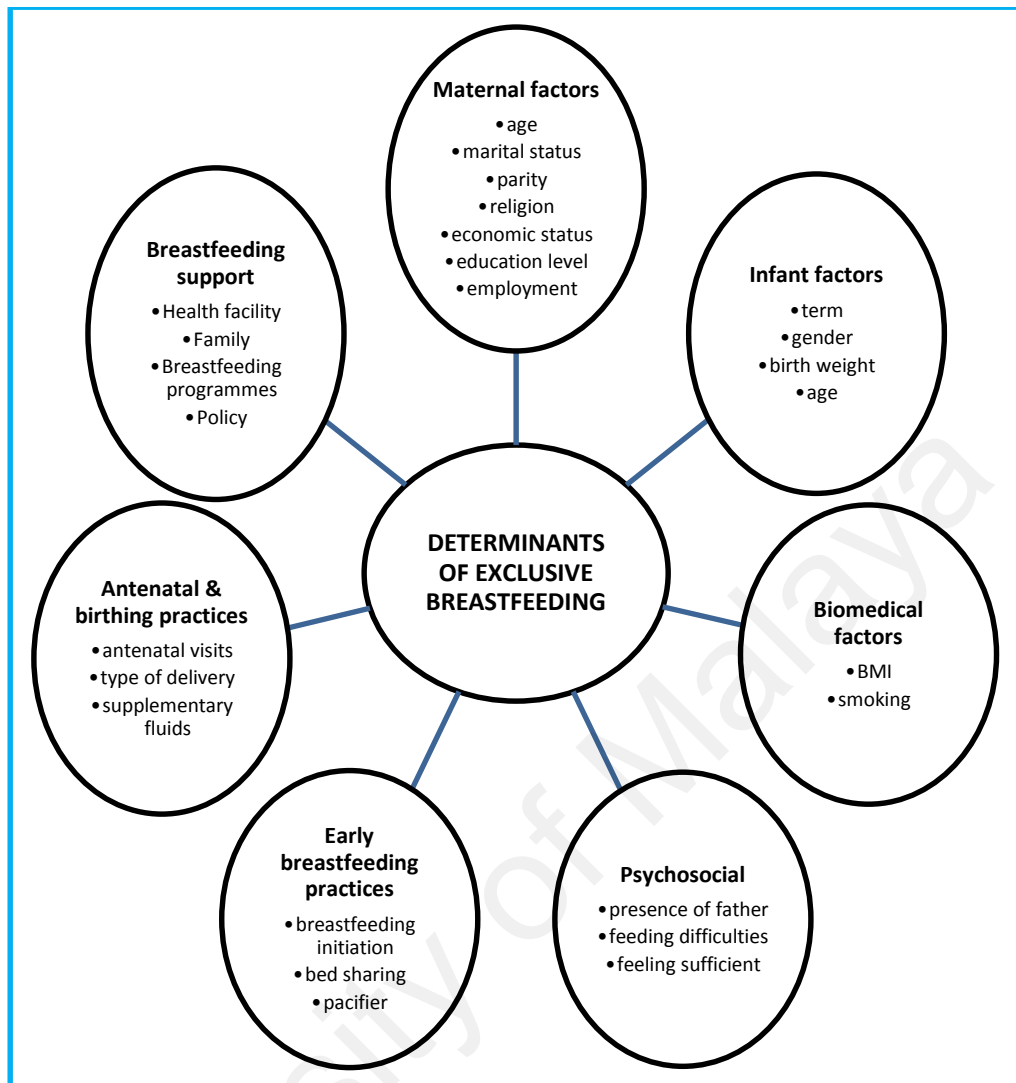 Maternal factors
•age
•marital status
•parity
•religion
•economic status
•education level
•employment
Infant factors
•term
•gender
•birth weight
•age
Biomedical
factors
•BMI
•smoking
Psychosocial
•presence of father
•feeding difficulties
•feeling sufficient
Early
breastfeeding
practices
•breastfeeding
initiation
•bed sharing
•pacifier
Antenatal &
birthing practices
•antenatal visits
•type of delivery
•supplementary
fluids
Breastfeeding
support
•Health facility
•Family
•Breastfeeding
programmes
•Policy
DETERMINANTS
OF EXCLUSIVE
BREASTFEEDING
of Malaya